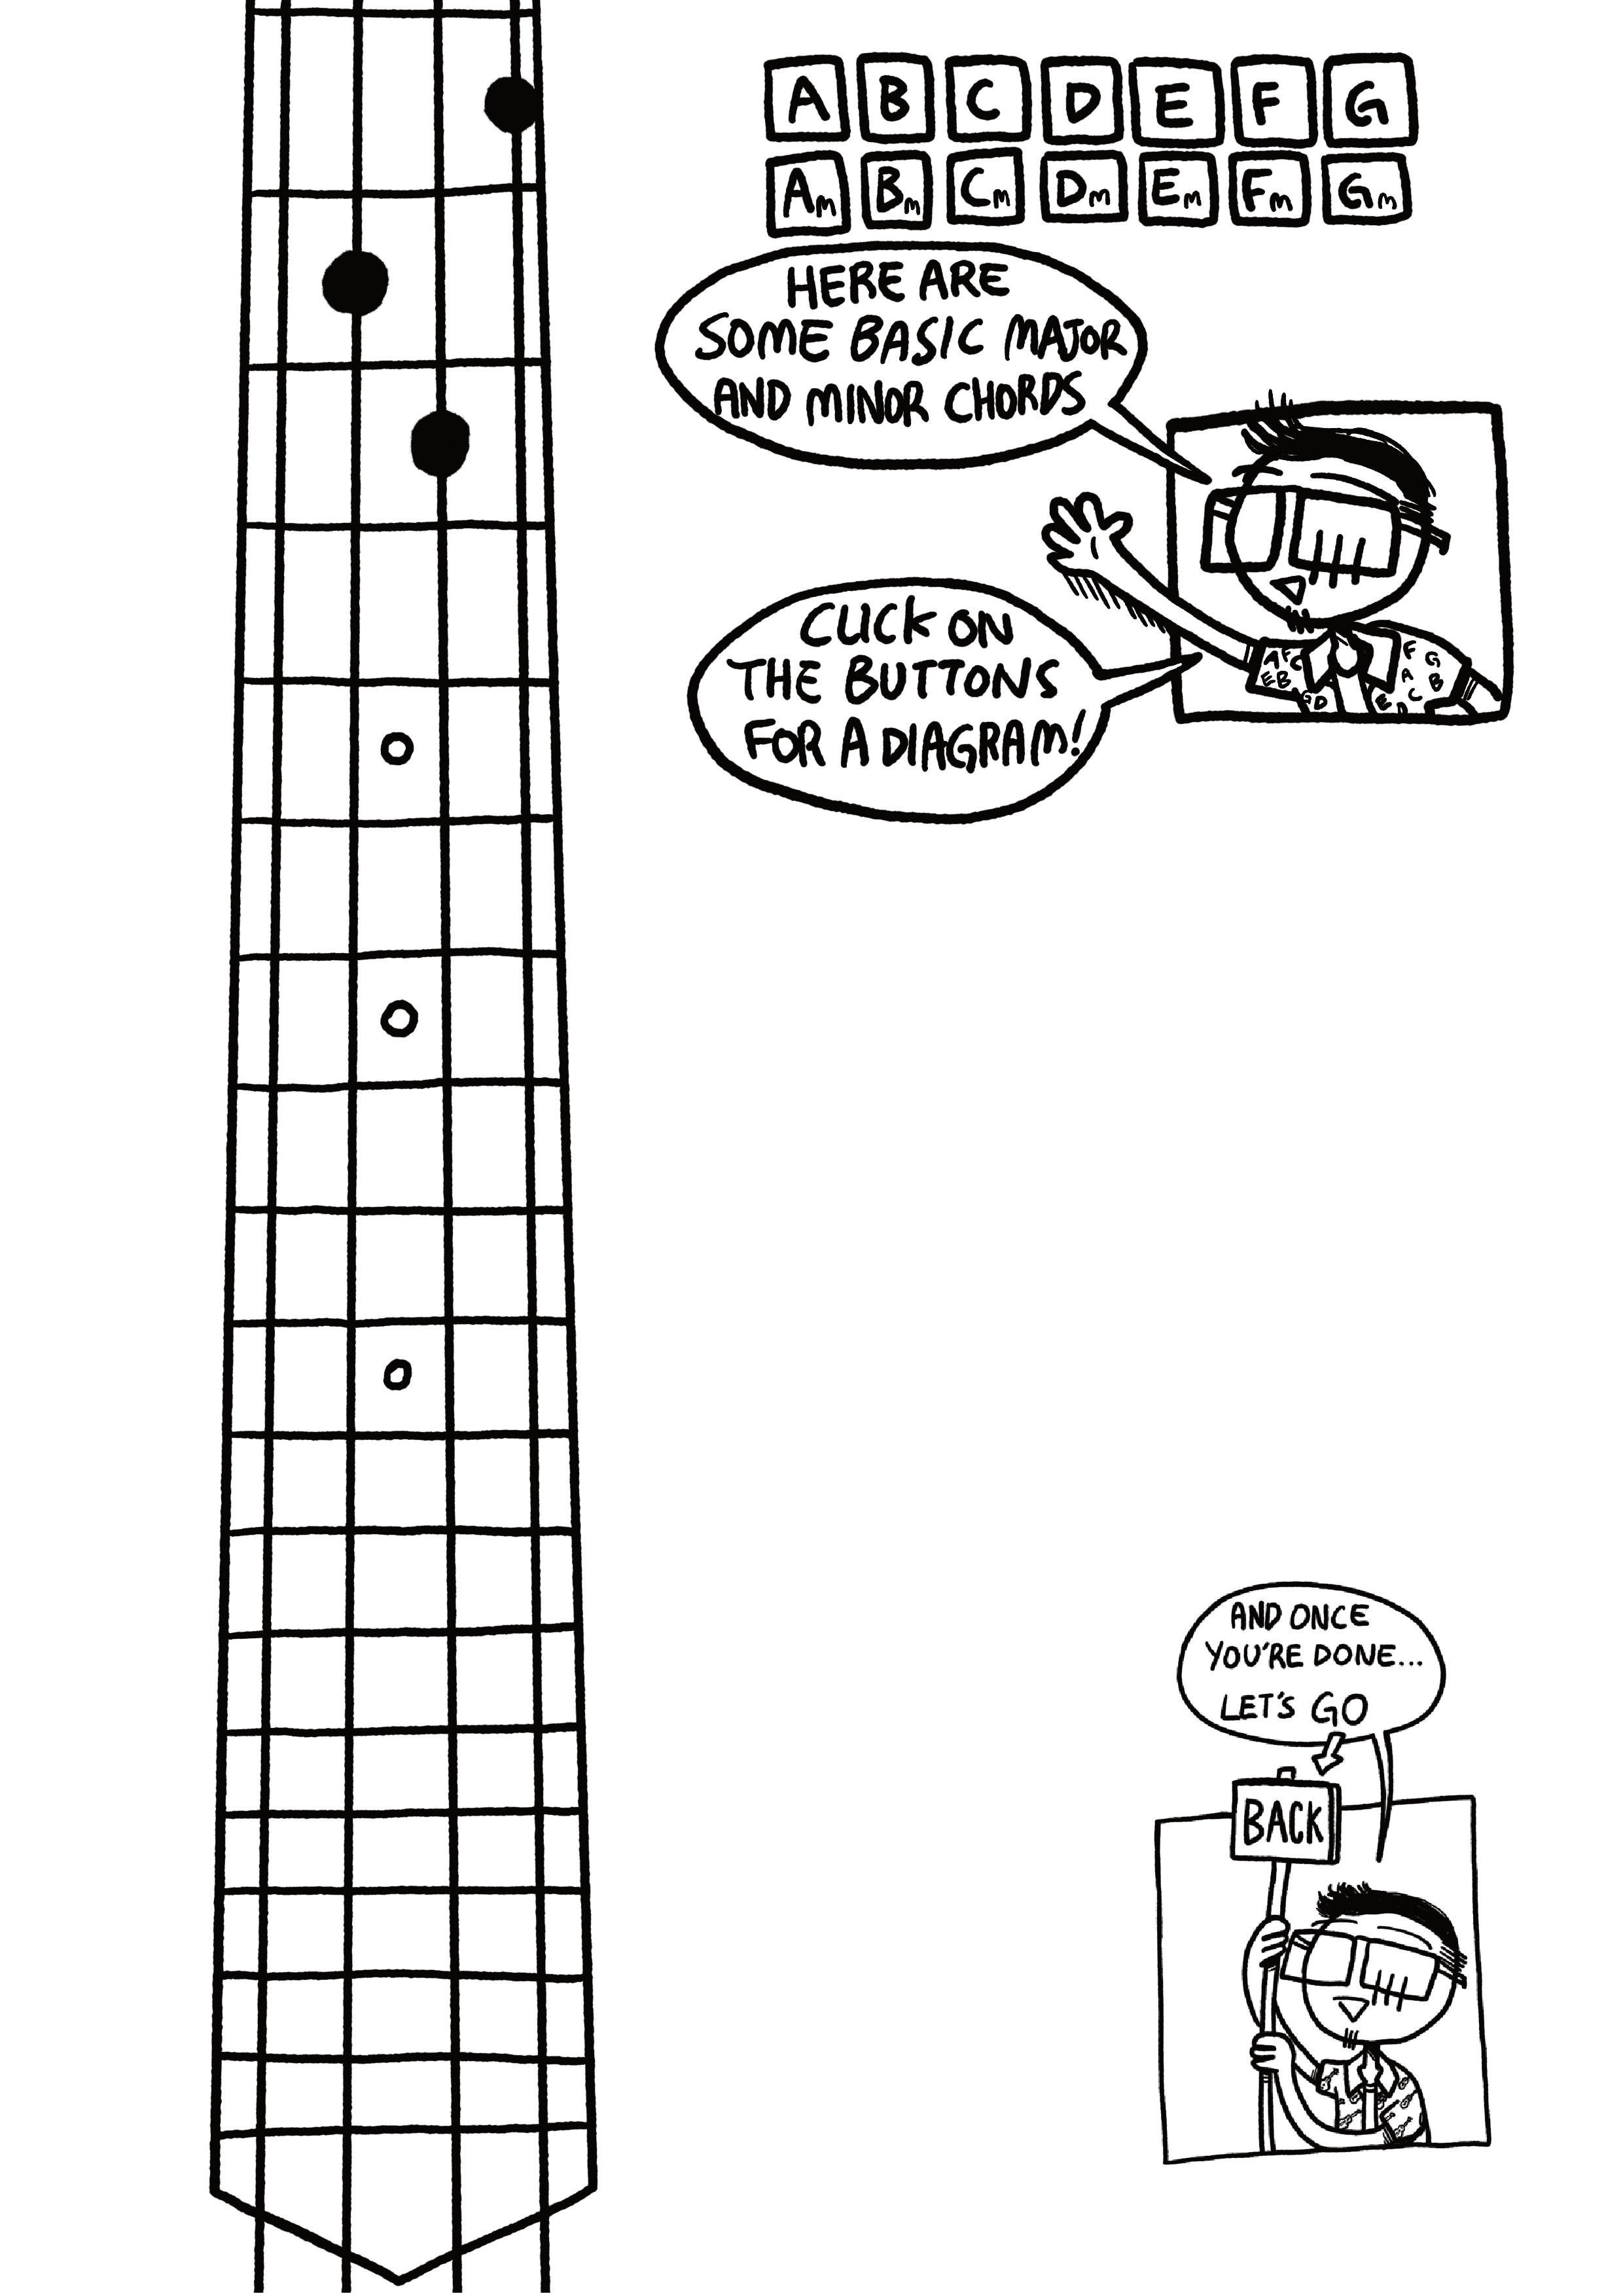 A B C D E F G
Am Bm Cm Dm Em Fm Gm
HERE ARE
SOME BASIC MAJOR
AND MINOR CHORDS
CLICK ON
THE BUTTONS
FOR A DIAGRAM!
AND ONCE
YOU'RE DONE...
LET'S GO
BACK